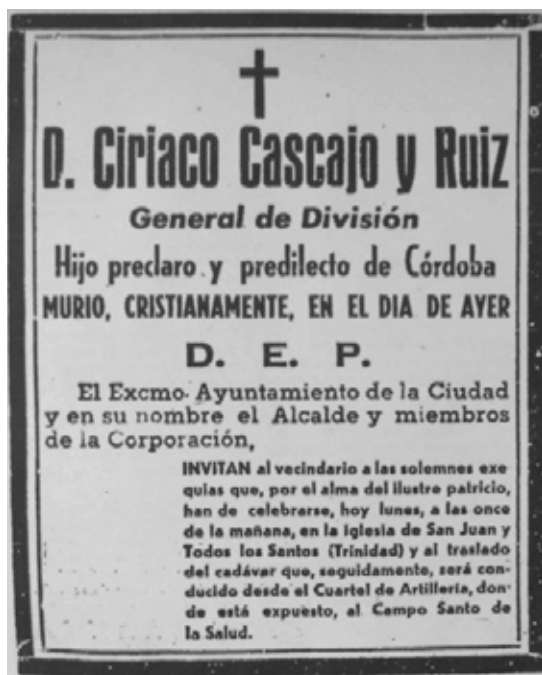 D. Ciriaco Cascajo y Ruiz
General de División
Hijo preclaro y predilecto de Córdoba
MURIO, CRISTIANAMENTE, EN EL DIA DE AYER
D. E. P.
El Excmo. Ayuntamiento de la Ciudad
y en su nombre el Alcalde y miembros
de la Corporación,
INVITAN al vecindario a las solemnes exe
quias que, por el alma del ilustre patricio,
han de celebrarse, hoy lunes, a las once
de la mañana, en la iglesia de San Juan y
Todos los Santos (Trinidad) y al traslado
del cadáver que, seguidamente, será con-
ducido desde el Cuartel de Artillería, don-
de está expuesto, al Campo Santo de
la Salud.